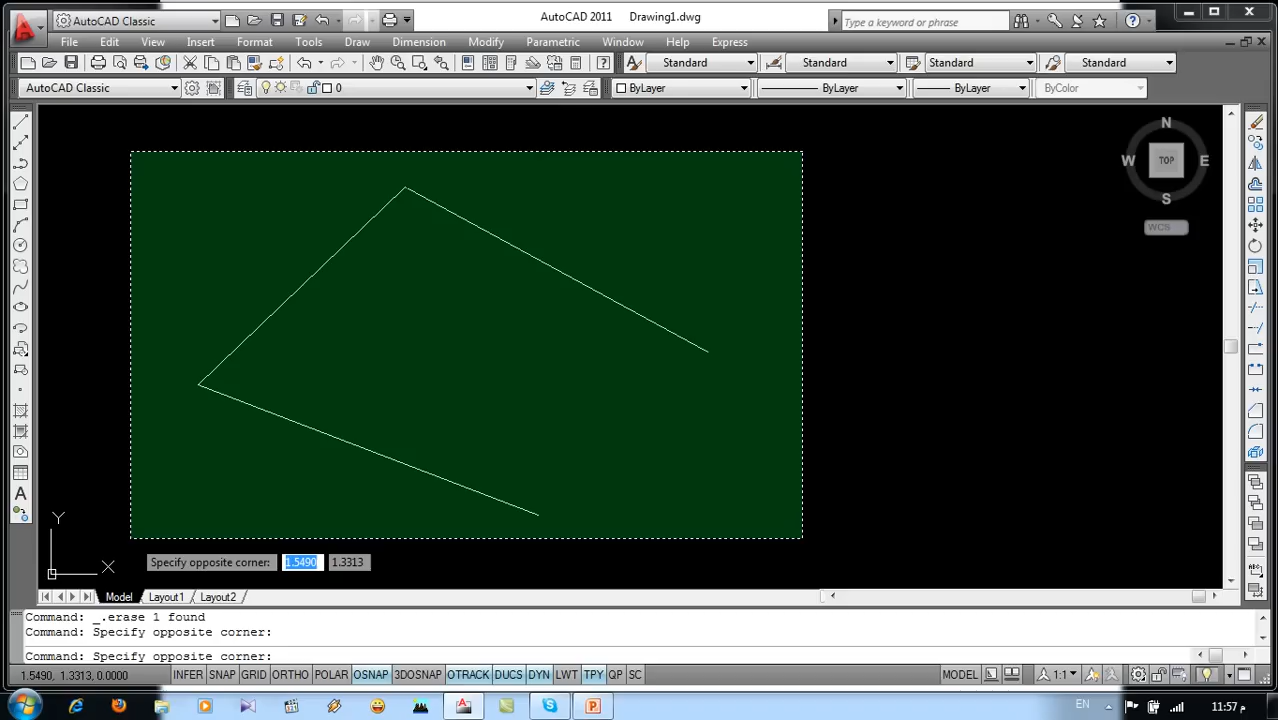 AutoCAD Classic
AutoCAD 2011 Drawing1.dwg
Type a keyword or phrase
File Edit View Insert Format Tools Draw Dimension Modify Parametric Window Help Express
Standard Standard Standard Standard
AutoCAD Classic 0 ByLayer ByLayer ByLayer ByColor
N
W TOP E
S
WCS
Y
X
Specify opposite corner: 1.5490 1.3313
Model Layout1 Layout2
Command: _.erase 1 found
Command: Specify opposite corner:
Command: Specify opposite corner:
1.5490, 1.3313, 0.0000 INFER SNAP GRID ORTHO POLAR OSNAP 3DOSNAP OTRACK DUCS DYN LWT TPY QP SC MODEL 1:1
EN 11:57 م